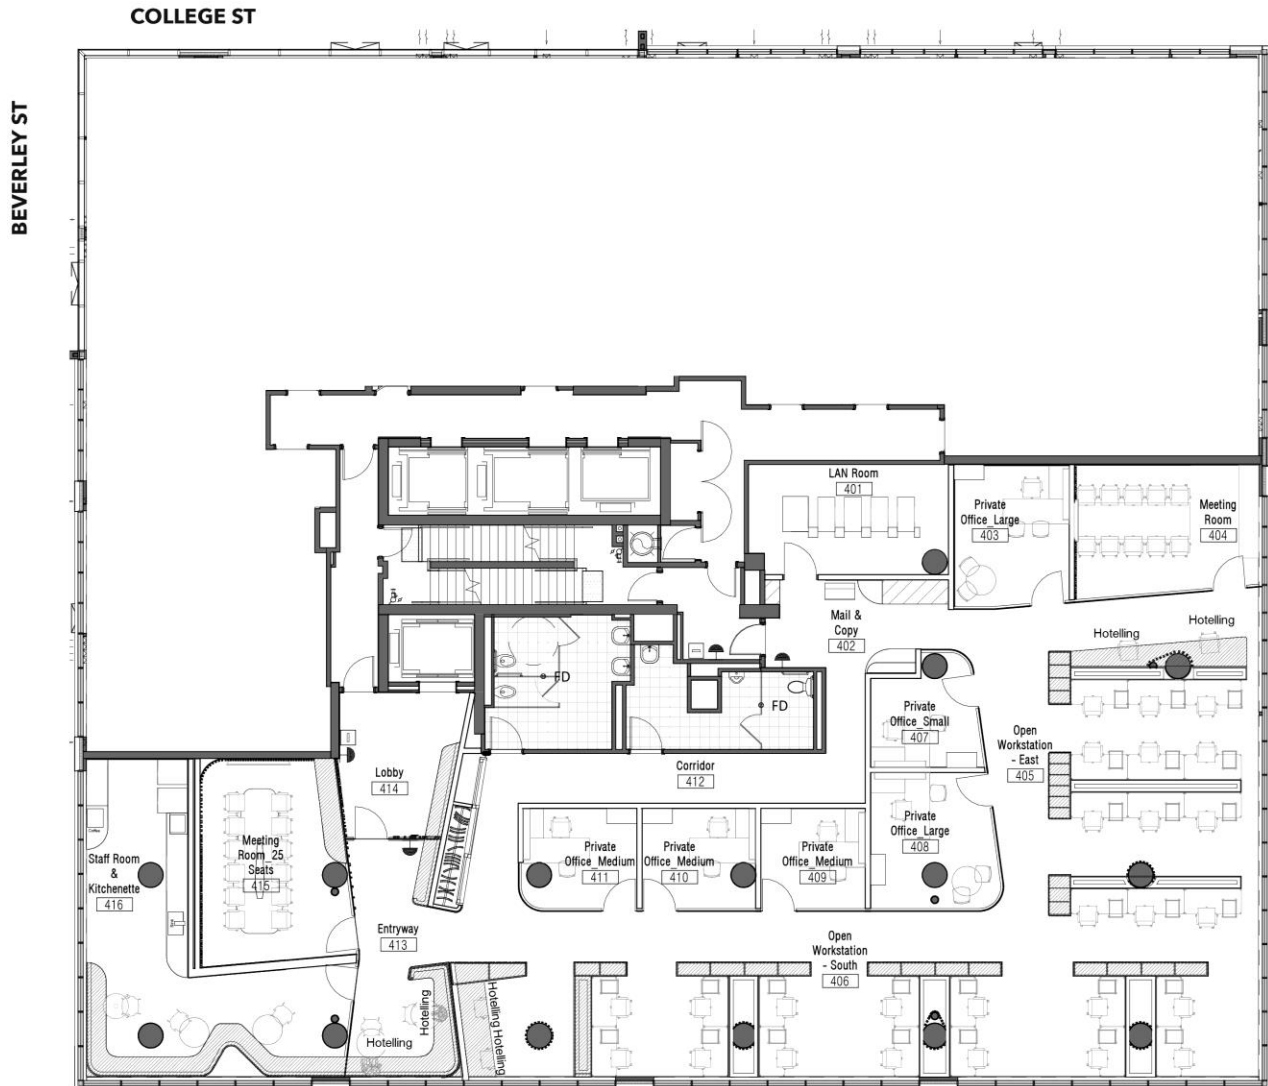 COLLEGE ST
BEVERLEY ST
LAN Room
401
Private
Office_Large
403
Meeting
Room
404
Mail &
Copy
402
Hotelling
Hotelling
FD
FD
Private
Office_Small
407
Open
Workstation
- East
405
Corridor
412
Lobby
414
Private
Office_Large
408
Meeting
Room_25
Seats
415
Staff Room
&
Kitchenette
416
Coffee
Private
Office_Medium
411
Private
Office_Medium
410
Private
Office_Medium
409
Entryway
413
Open
Workstation
- South
406
Hotelling
Hotelling
Hotelling Hotelling